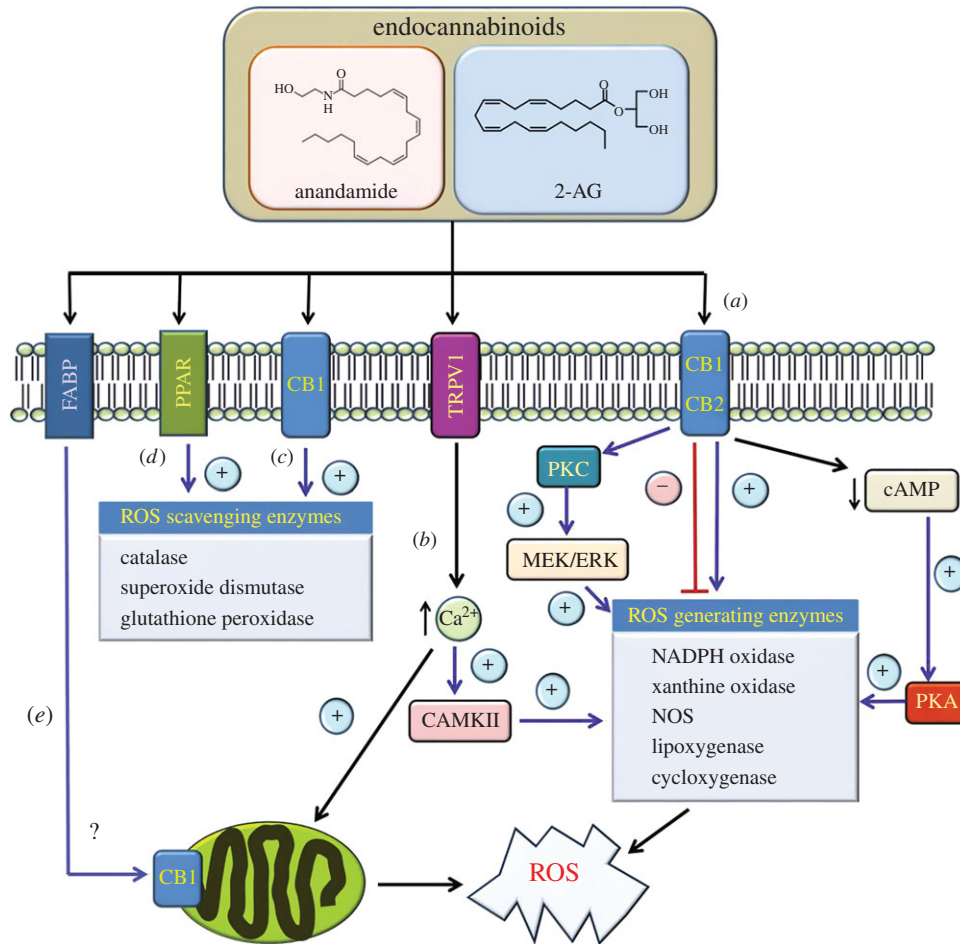 endocannabinoids
HO
N
H
O
anandamide
O
O
OH
OH
2-AG
(a)
FABP
PPAR
CB1
TRPV1
CB1
CB2
(d)
+
(c)
+
PKC
−
+
cAMP
ROS scavenging enzymes
catalase
superoxide dismutase
glutathione peroxidase
(b)
+
MEK/ERK
+
Ca2+
+
ROS generating enzymes
NADPH oxidase
xanthine oxidase
NOS
lipoxygenase
cycloxygenase
+
+
+
CAMKII
+
PKA
(e)
?
CB1
ROS